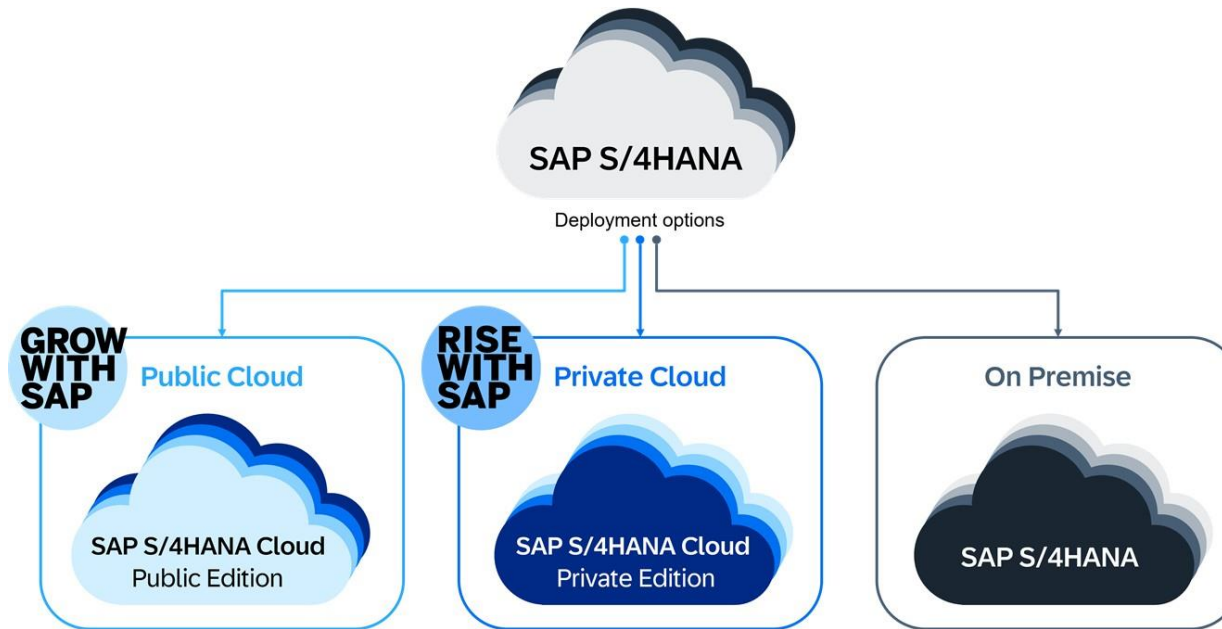 SAP S/4HANA
Deployment options
GROW
WITH
SAP
Public Cloud
SAP S/4HANA Cloud
Public Edition
RISE
WITH
SAP
Private Cloud
SAP S/4HANA Cloud
Private Edition
On Premise
SAP S/4HANA